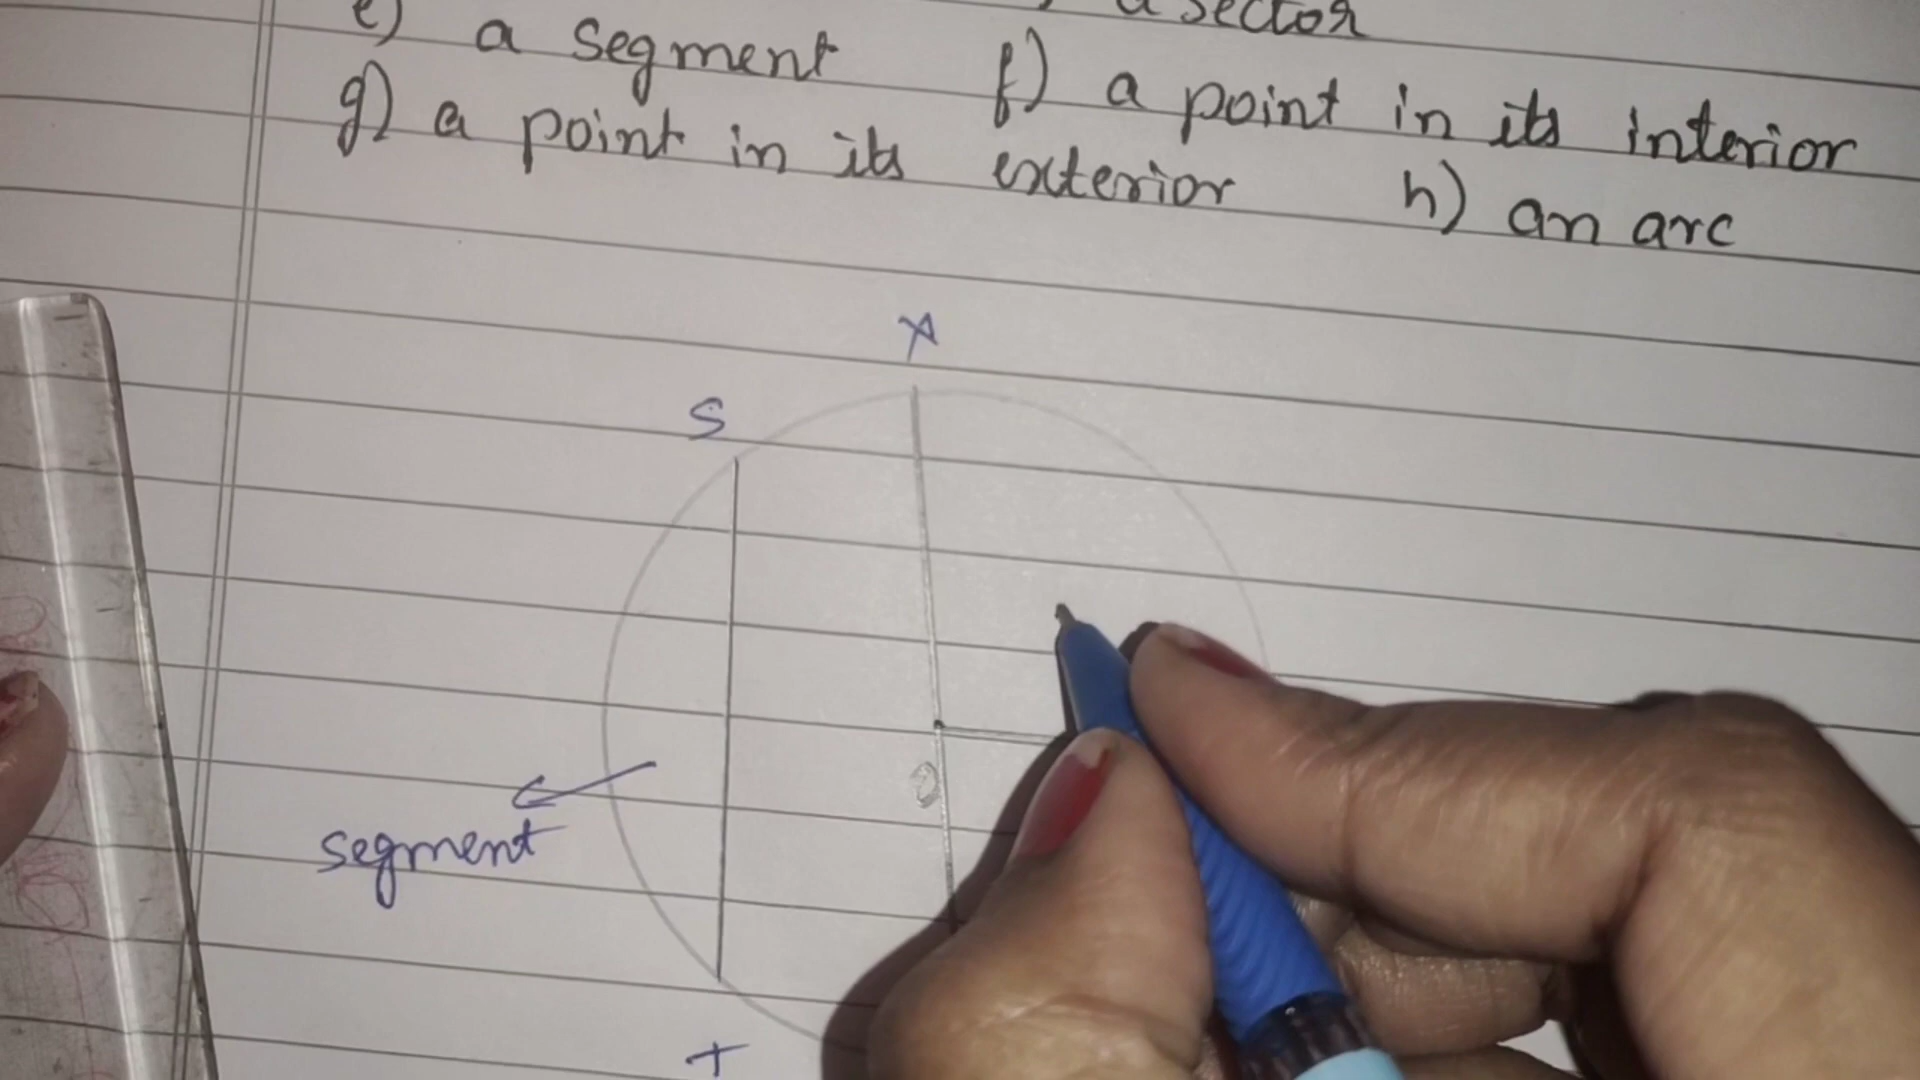 a sector
e) a segment f) a point in its interior
g) a point in its exterior h) an arc
X
S
O
segment
T